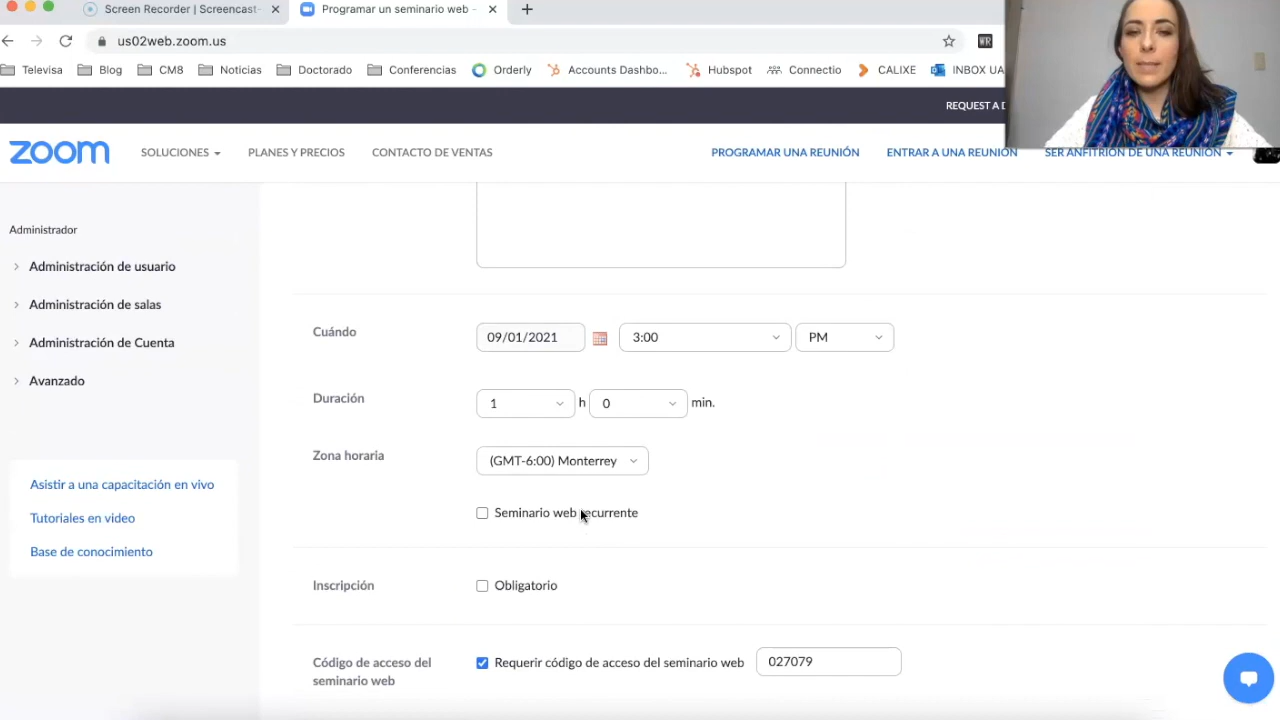 Screen Recorder | Screencast-
Programar un seminario web -
us02web.zoom.us
WR
Televisa
Blog
CM8
Noticias
Doctorado
Conferencias
Orderly
Accounts Dashbo...
Hubspot
Connectio
CALIXE
INBOX UA
REQUEST A D
zoom
SOLUCIONES
PLANES Y PRECIOS
CONTACTO DE VENTAS
PROGRAMAR UNA REUNIÓN
ENTRAR A UNA REUNIÓN
SER ANFITRIÓN DE UNA REUNIÓN
Administrador
Administración de usuario
Administración de salas
Administración de Cuenta
Avanzado
Asistir a una capacitación en vivo
Tutoriales en video
Base de conocimiento
Cuándo
09/01/2021
3:00
PM
Duración
1 h 0 min.
Zona horaria
(GMT-6:00) Monterrey
Seminario web recurrente
Inscripción
Obligatorio
Código de acceso del
seminario web
Requerir código de acceso del seminario web
027079